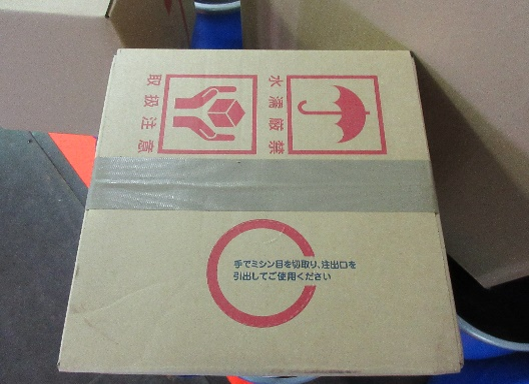 水濡厳禁
取扱注意
手でミシン目を切取り、注出口を
引出してご使用ください